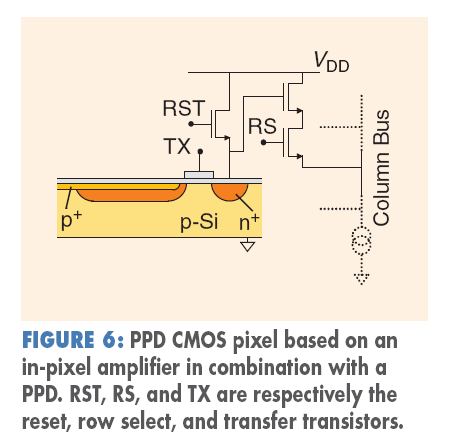 VDD
RST
RS
TX
Column Bus
p+
p-Si
n+
FIGURE 6: PPD CMOS pixel based on an
in-pixel amplifier in combination with a
PPD. RST, RS, and TX are respectively the
reset, row select, and transfer transistors.